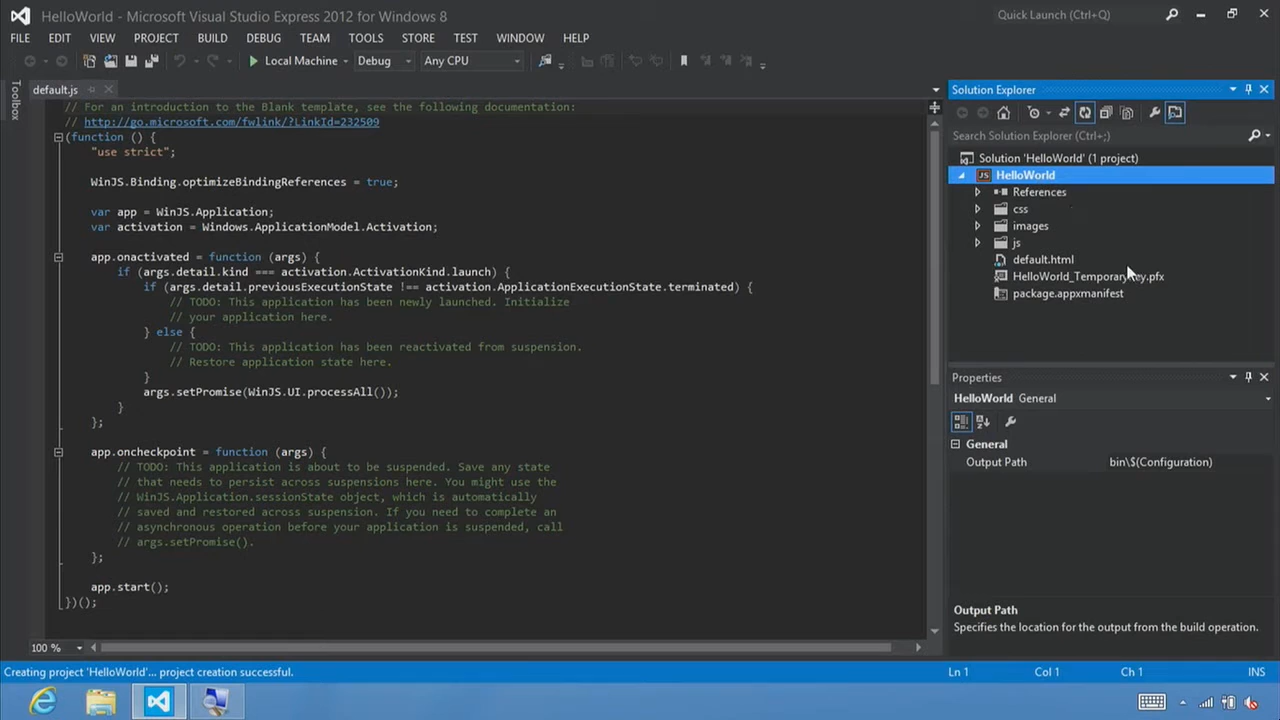 HelloWorld - Microsoft Visual Studio Express 2012 for Windows 8
Quick Launch (Ctrl+Q)
FILE EDIT VIEW PROJECT BUILD DEBUG TEAM TOOLS STORE TEST WINDOW HELP
Local Machine Debug Any CPU
Toolbox
default.js
// For an introduction to the Blank template, see the following documentation:
// http://go.microsoft.com/fwlink/?LinkId=232509
(function () {
"use strict";
WinJS.Binding.optimizeBindingReferences = true;
var app = WinJS.Application;
var activation = Windows.ApplicationModel.Activation;
app.onactivated = function (args) {
if (args.detail.kind === activation.ActivationKind.launch) {
if (args.detail.previousExecutionState !== activation.ApplicationExecutionState.terminated) {
// TODO: This application has been newly launched. Initialize
// your application here.
} else {
// TODO: This application has been reactivated from suspension.
// Restore application state here.
}
args.setPromise(WinJS.UI.processAll());
}
};
app.oncheckpoint = function (args) {
// TODO: This application is about to be suspended. Save any state
// that needs to persist across suspensions here. You might use the
// WinJS.Application.sessionState object, which is automatically
// saved and restored across suspension. If you need to complete an
// asynchronous operation before your application is suspended, call
// args.setPromise().
};
app.start();
})();
100 %
Solution Explorer
Search Solution Explorer (Ctrl+;)
Solution 'HelloWorld' (1 project)
JS HelloWorld
References
css
images
js
default.html
HelloWorld_TemporaryKey.pfx
package.appxmanifest
Properties
HelloWorld General
General
Output Path bin\$(Configuration)
Output Path
Specifies the location for the output from the build operation.
Creating project 'HelloWorld'... project creation successful.
Ln 1 Col 1 Ch 1 INS